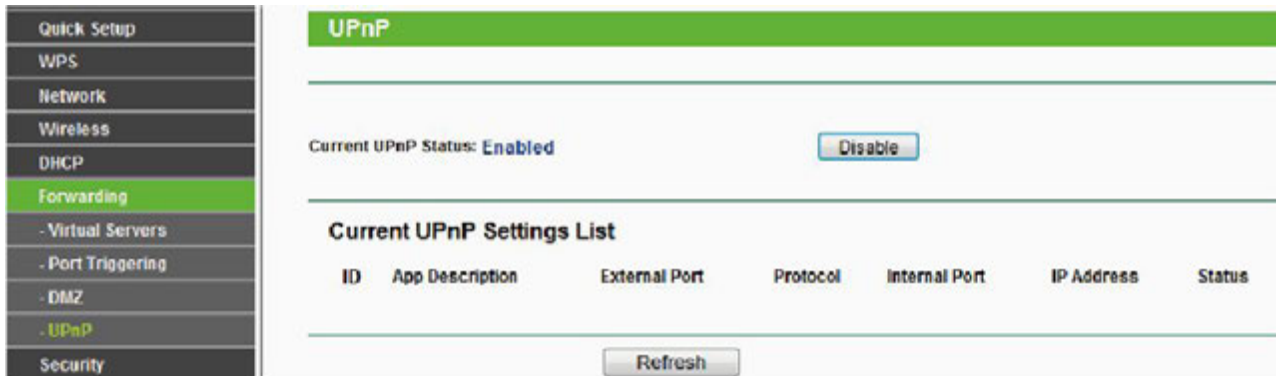 Quick Setup
WPS
Network
Wireless
DHCP
Forwarding
- Virtual Servers
- Port Triggering
- DMZ
- UPnP
Security
UPnP
Current UPnP Status: Enabled
Disable
Current UPnP Settings List
ID App Description External Port Protocol Internal Port IP Address Status
Refresh